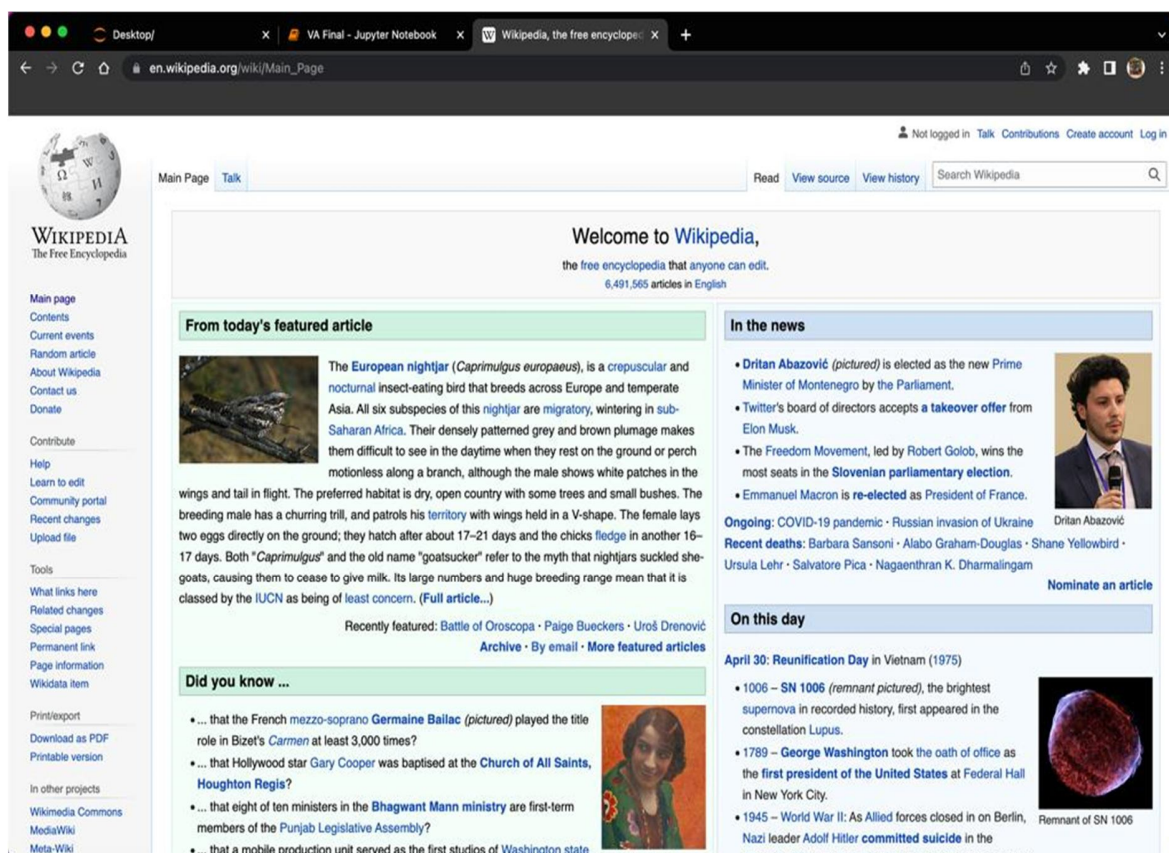 Desktop/
VA Final - Jupyter Notebook
Wikipedia, the free encycloped
en.wikipedia.org/wiki/Main_Page
Not logged in Talk Contributions Create account Log in
Main Page Talk
Read View source View history Search Wikipedia
WIKIPEDIA
The Free Encyclopedia
Main page
Contents
Current events
Random article
About Wikipedia
Contact us
Donate
Contribute
Help
Learn to edit
Community portal
Recent changes
Upload file
Tools
What links here
Related changes
Special pages
Permanent link
Page information
Wikidata item
Print/export
Download as PDF
Printable version
In other projects
Wikimedia Commons
MediaWiki
Meta-Wiki
Welcome to Wikipedia,
the free encyclopedia that anyone can edit.
6,491,565 articles in English
From today's featured article
The European nightjar (Caprimulgus europaeus), is a crepuscular and
nocturnal insect-eating bird that breeds across Europe and temperate
Asia. All six subspecies of this nightjar are migratory, wintering in sub-
Saharan Africa. Their densely patterned grey and brown plumage makes
them difficult to see in the daytime when they rest on the ground or perch
motionless along a branch, although the male shows white patches in the
wings and tail in flight. The preferred habitat is dry, open country with some trees and small bushes. The
breeding male has a churring trill, and patrols his territory with wings held in a V-shape. The female lays
two eggs directly on the ground; they hatch after about 17–21 days and the chicks fledge in another 16–
17 days. Both "Caprimulgus" and the old name "goatsucker" refer to the myth that nightjars suckled she-
goats, causing them to cease to give milk. Its large numbers and huge breeding range mean that it is
classed by the IUCN as being of least concern. (Full article...)
Recently featured: Battle of Oroscopa · Paige Bueckers · Uroš Drenović
Archive · By email · More featured articles
Did you know ...
• ... that the French mezzo-soprano Germaine Bailac (pictured) played the title
role in Bizet's Carmen at least 3,000 times?
• ... that Hollywood star Gary Cooper was baptised at the Church of All Saints,
Houghton Regis?
• ... that eight of ten ministers in the Bhagwant Mann ministry are first-term
members of the Punjab Legislative Assembly?
• ... that a mobile production unit served as the first studios of Washington state
In the news
• Dritan Abazović (pictured) is elected as the new Prime
Minister of Montenegro by the Parliament.
• Twitter's board of directors accepts a takeover offer from
Elon Musk.
• The Freedom Movement, led by Robert Golob, wins the
most seats in the Slovenian parliamentary election.
• Emmanuel Macron is re-elected as President of France.
Dritan Abazović
Ongoing: COVID-19 pandemic · Russian invasion of Ukraine
Recent deaths: Barbara Sansoni · Alabo Graham-Douglas · Shane Yellowbird ·
Ursula Lehr · Salvatore Pica · Nagaenthran K. Dharmalingam
Nominate an article
On this day
April 30: Reunification Day in Vietnam (1975)
• 1006 – SN 1006 (remnant pictured), the brightest
supernova in recorded history, first appeared in the
constellation Lupus.
• 1789 – George Washington took the oath of office as
the first president of the United States at Federal Hall
in New York City.
• 1945 – World War II: As Allied forces closed in on Berlin,
Nazi leader Adolf Hitler committed suicide in the
Remnant of SN 1006